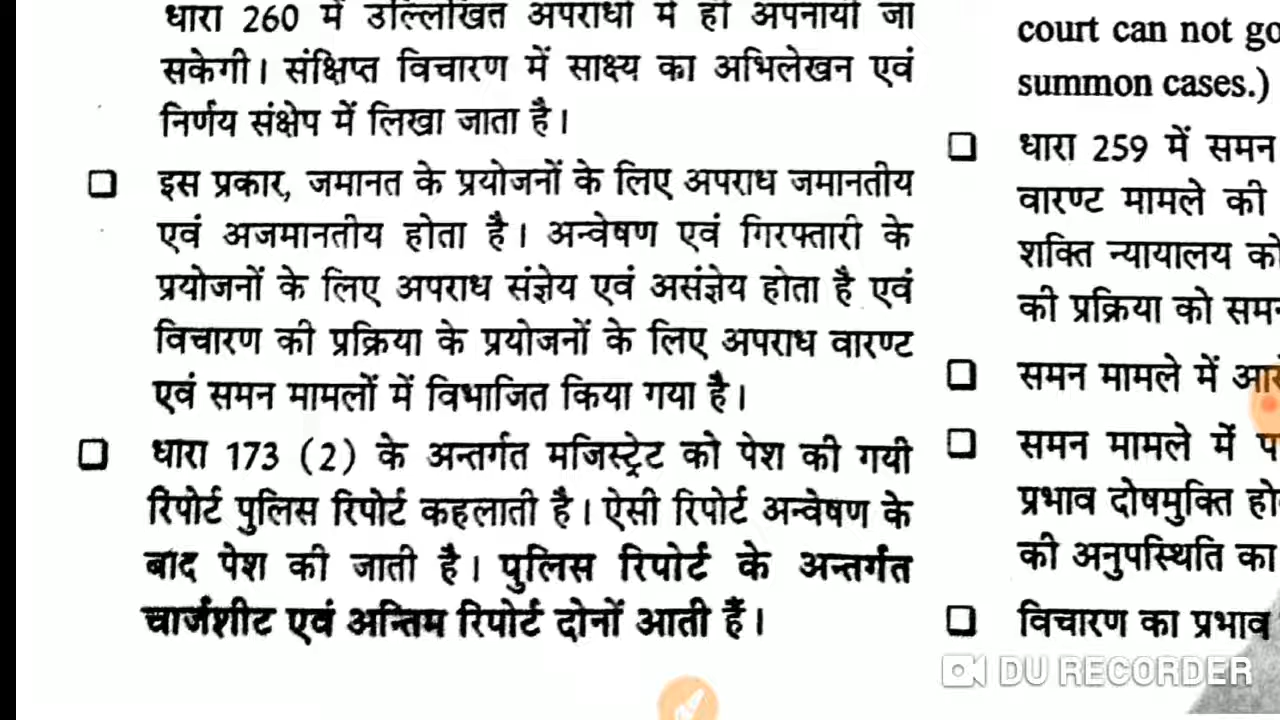 धारा 260 में उल्लिखित अपराधों में ही अपनायी जा
सकेगी। संक्षिप्त विचारण में साक्ष्य का अभिलेखन एवं
निर्णय संक्षेप में लिखा जाता है।
❑ इस प्रकार, जमानत के प्रयोजनों के लिए अपराध जमानतीय
एवं अजमानतीय होता है। अन्वेषण एवं गिरफ्तारी के
प्रयोजनों के लिए अपराध संज्ञेय एवं असंज्ञेय होता है एवं
विचारण की प्रक्रिया के प्रयोजनों के लिए अपराध वारण्ट
एवं समन मामलों में विभाजित किया गया है।
❑ धारा 173 (2) के अन्तर्गत मजिस्ट्रेट को पेश की गयी
रिपोर्ट पुलिस रिपोर्ट कहलाती है। ऐसी रिपोर्ट अन्वेषण के
बाद पेश की जाती है। पुलिस रिपोर्ट के अन्तर्गत
चार्जशीट एवं अन्तिम रिपोर्ट दोनों आती हैं।
court can not go
summon cases.)
❑ धारा 259 में समन
वारण्ट मामले की
शक्ति न्यायालय को
की प्रक्रिया को
❑ समन मामले में
❑ समन मामले में
प्रभाव दोषमुक्ति
की अनुपस्थिति का
❑ विचारण का प्रभाव
DU RECORDER